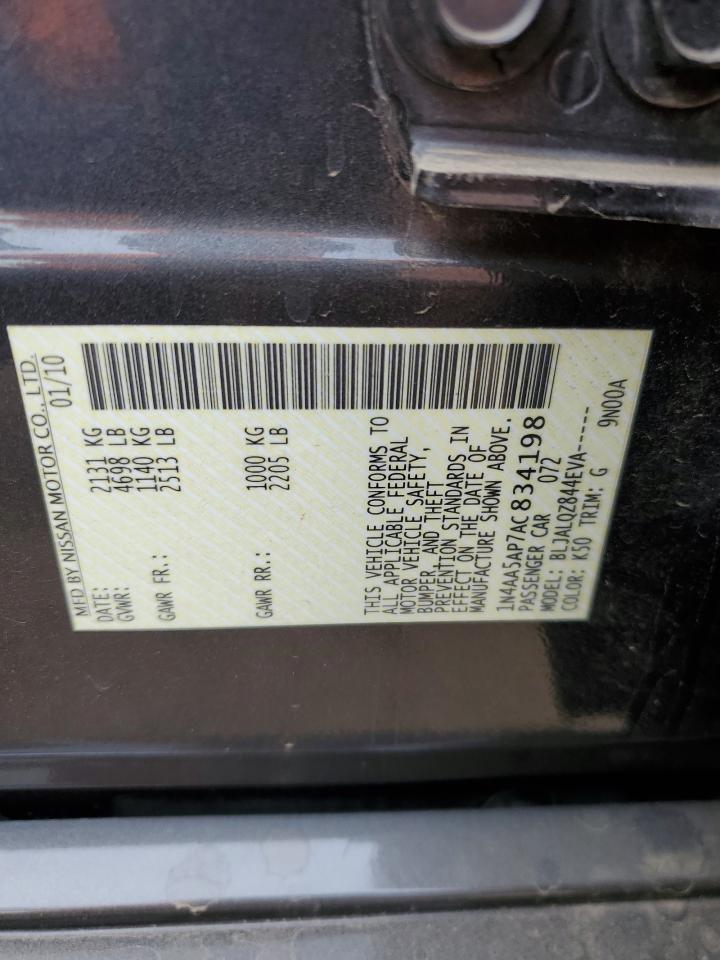 MFD BY NISSAN MOTOR CO., LTD.
DATE: 01/10
GVWR: 2131 KG
4698 LB
GAWR FR.: 1140 KG
2513 LB
GAWR RR.: 1000 KG
2205 LB
THIS VEHICLE CONFORMS TO
ALL APPLICABLE FEDERAL
MOTOR VEHICLE SAFETY,
BUMPER, AND THEFT
PREVENTION STANDARDS IN
EFFECT ON THE DATE OF
MANUFACTURE SHOWN ABOVE.
1N4AA5AP7AC834198
PASSENGER CAR 072
MODEL: BLJALQZ844EVA-----
COLOR: K50 TRIM: G 9N00A